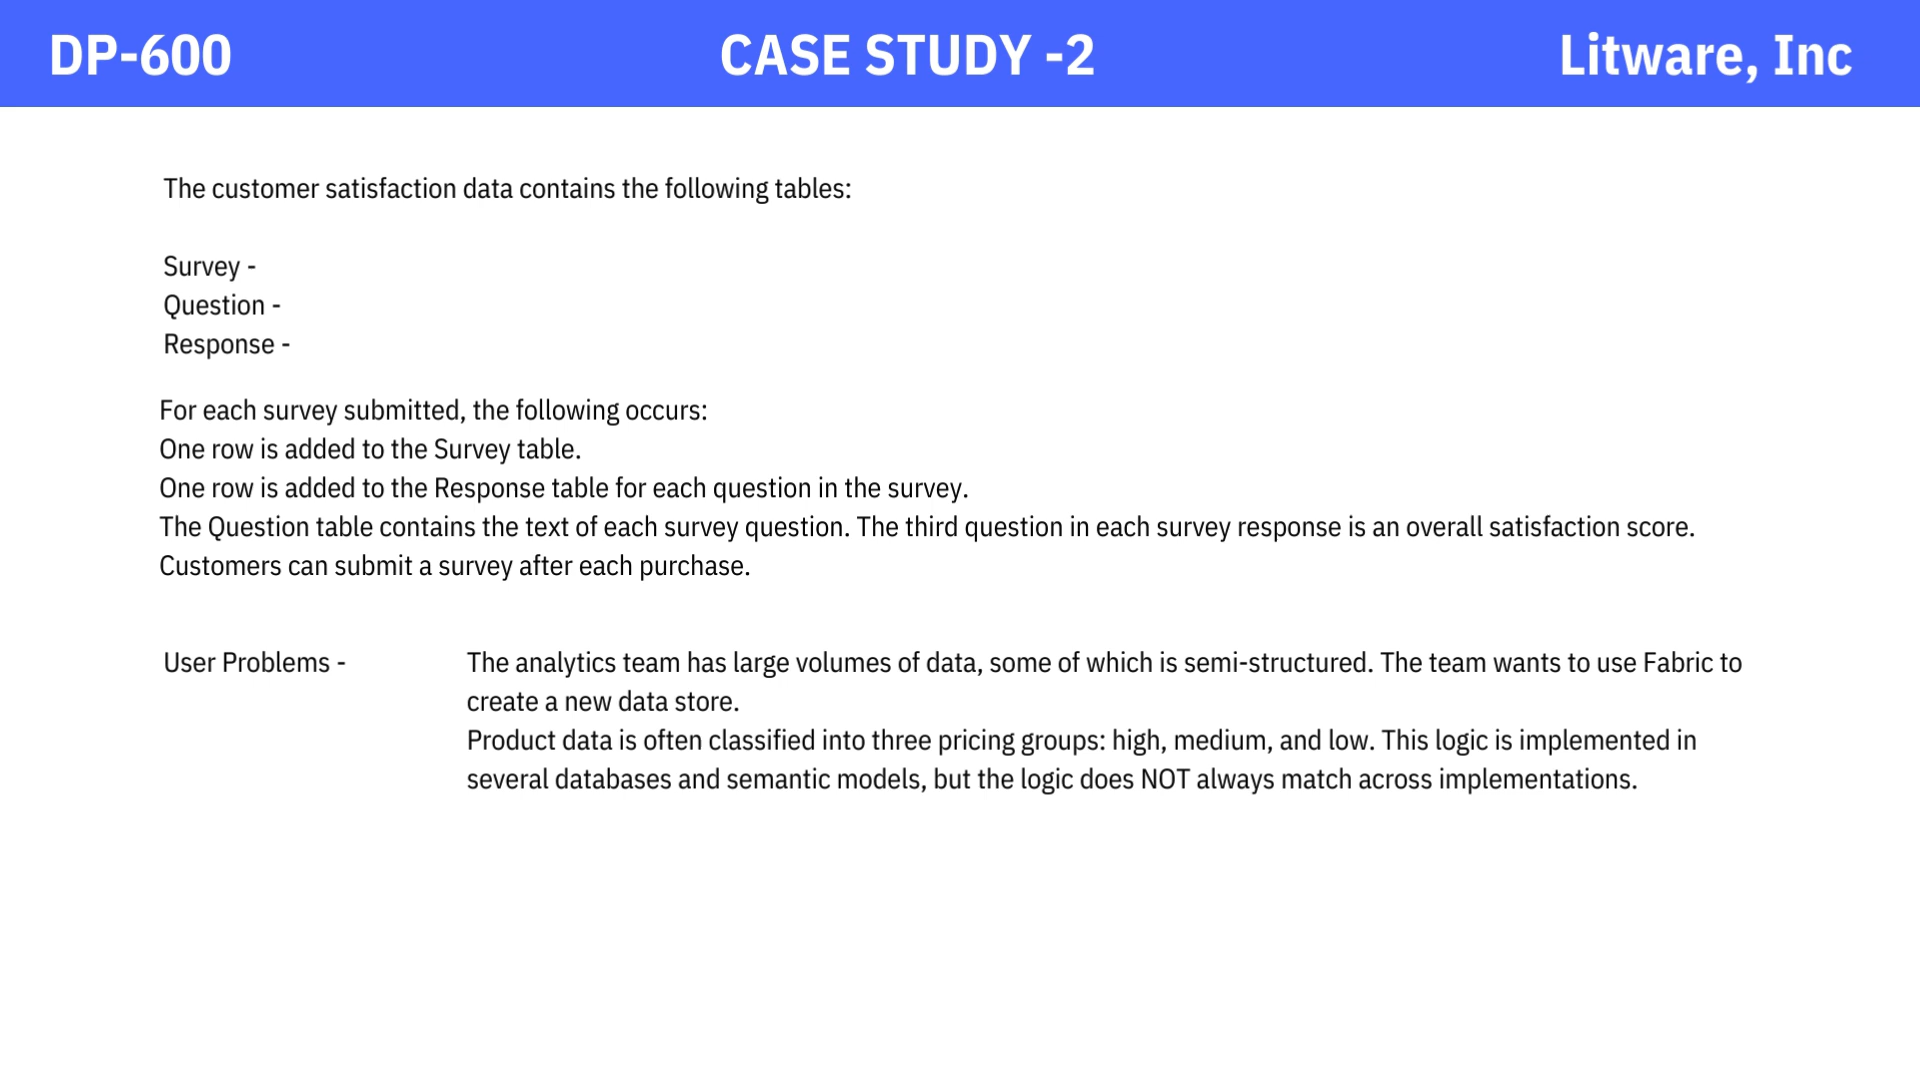 DP-600
CASE STUDY -2
Litware, Inc
The customer satisfaction data contains the following tables:
Survey -
Question -
Response -
For each survey submitted, the following occurs:
One row is added to the Survey table.
One row is added to the Response table for each question in the survey.
The Question table contains the text of each survey question. The third question in each survey response is an overall satisfaction score.
Customers can submit a survey after each purchase.
User Problems -
The analytics team has large volumes of data, some of which is semi-structured. The team wants to use Fabric to
create a new data store.
Product data is often classified into three pricing groups: high, medium, and low. This logic is implemented in
several databases and semantic models, but the logic does NOT always match across implementations.